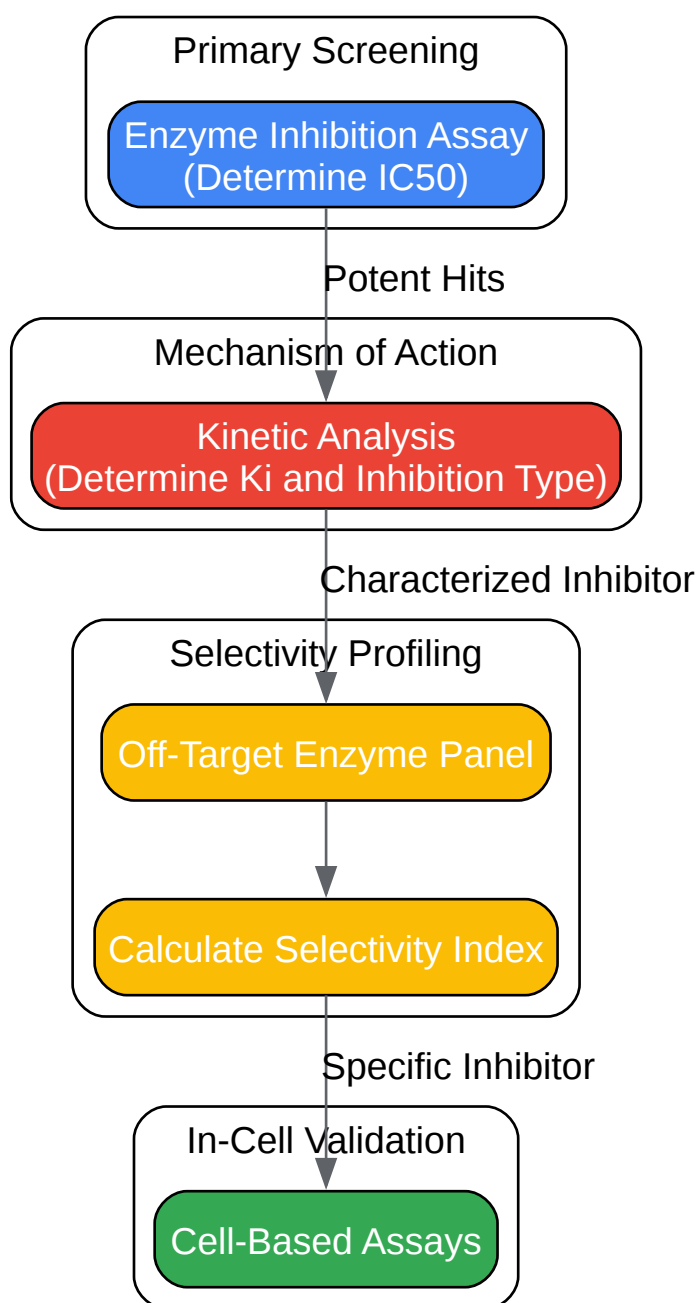 Primary Screening
Enzyme Inhibition Assay
(Determine IC50)
Potent Hits
Mechanism of Action
Kinetic Analysis
(Determine Ki and Inhibition Type)
Characterized Inhibitor
Selectivity Profiling
Off-Target Enzyme Panel
Calculate Selectivity Index
Specific Inhibitor
In-Cell Validation
Cell-Based Assays